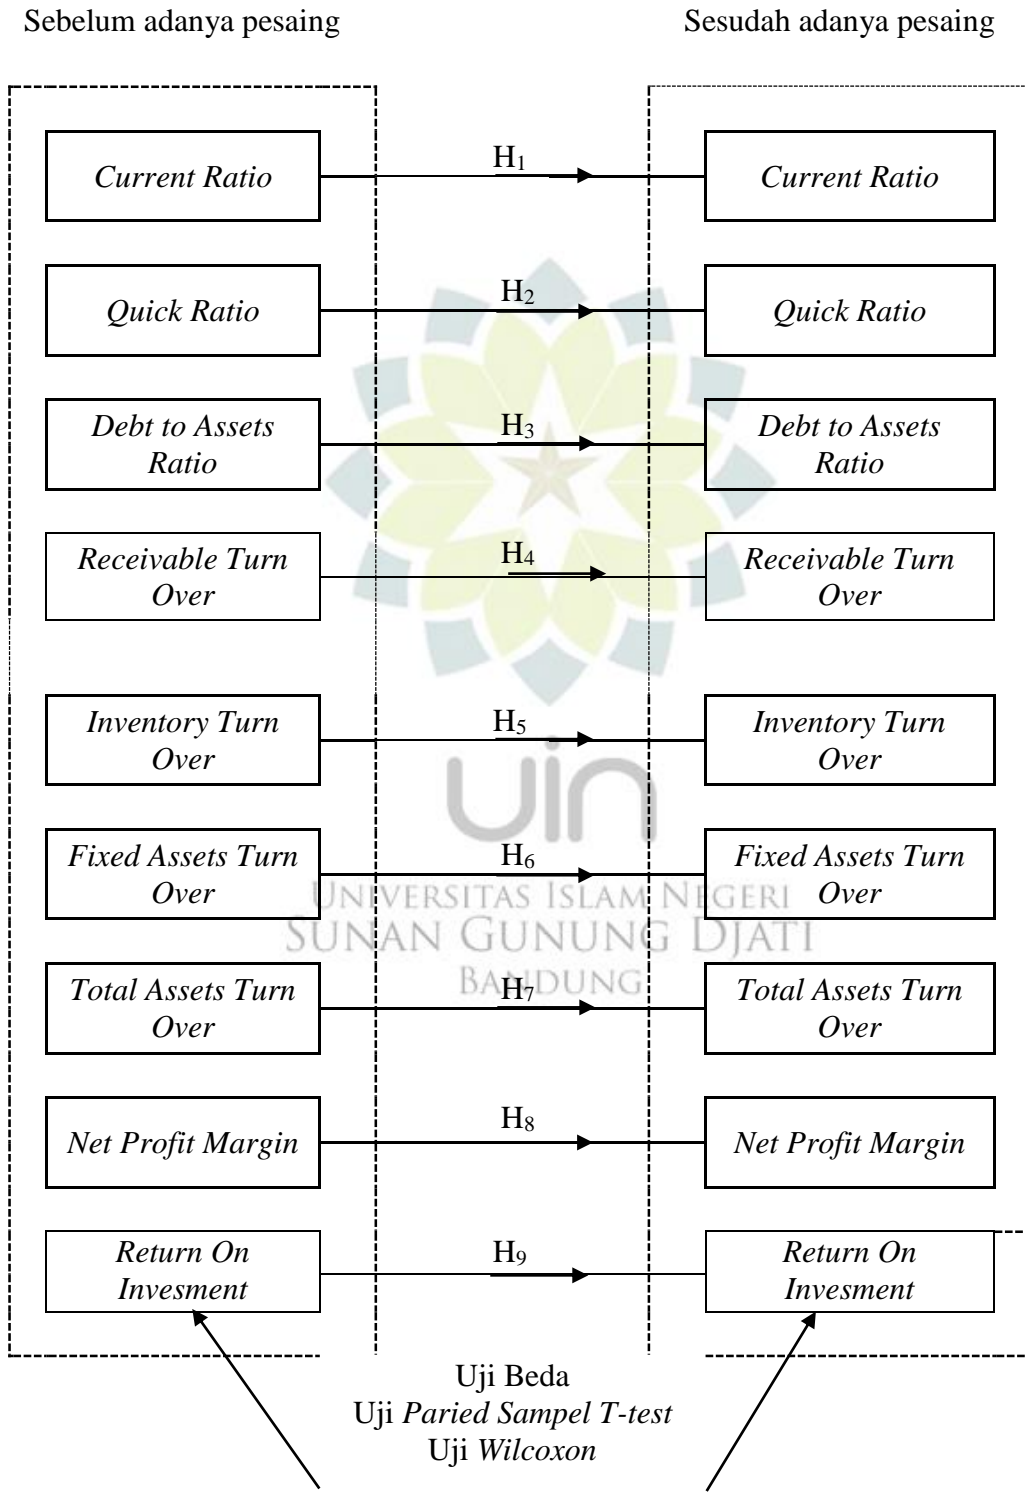 Sebelum adanya pesaing Sesudah adanya pesaing
Current Ratio H1 Current Ratio
Quick Ratio H2 Quick Ratio
Debt to Assets H3 Debt to Assets
Ratio Ratio
Receivable Turn H4 Receivable Turn
Over Over
Inventory Turn H5 Inventory Turn
Over Over
uin
Fixed Assets Turn H6 Fixed Assets Turn
Over Over
UNIVERSITAS ISLAM NEGERI
SUNAN GUNUNG DJATI
BANDUNG
Total Assets Turn H7 Total Assets Turn
Over Over
Net Profit Margin H8 Net Profit Margin
Return On H9 Return On
Invesment Invesment
Uji Beda
Uji Paried Sampel T-test
Uji Wilcoxon